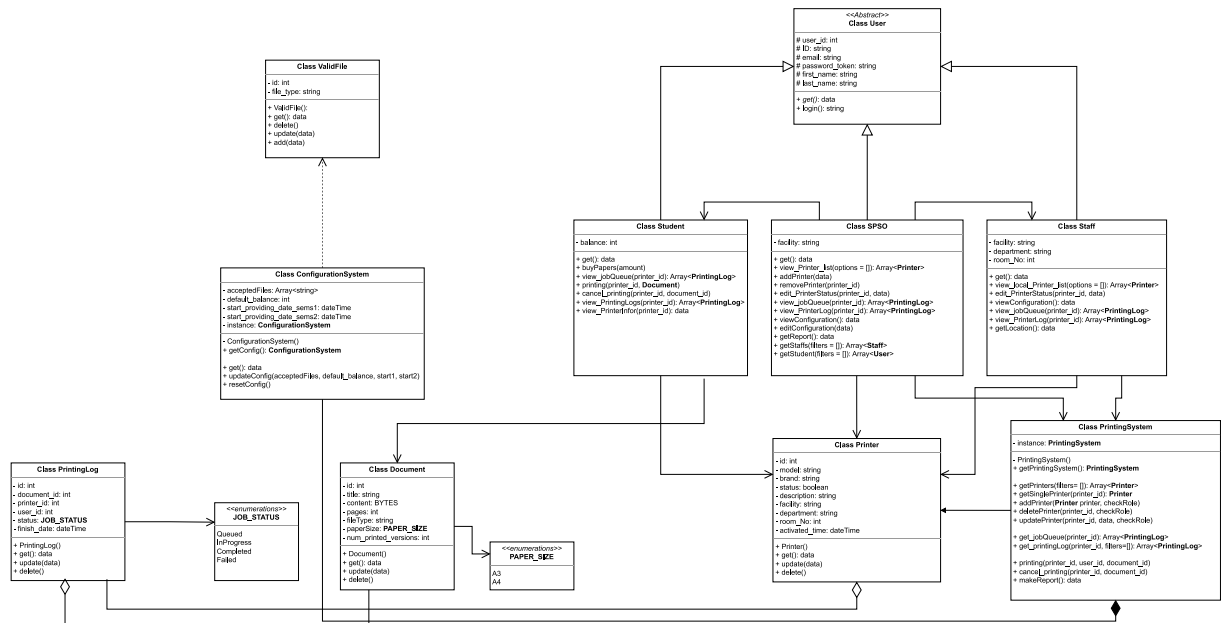 <<Abstract>>
Class User
# user_id: int
# ID: string
# email: string
# password_token: string
# first_name: string
# last_name: string
+ get(): data
+ login(): string
Class ValidFile
- id: int
- file_type: string
+ ValidFile():
+ get(): data
+ delete()
+ update(data)
+ add(data)
Class Student
- balance: int
+ get(): data
+ buyPapers(amount)
+ view_jobQueue(printer_id): Array<PrintingLog>
+ printing(printer_id, Document)
+ cancel_printing(printer_id, document_id)
+ view_PrintingLogs(printer_id): Array<PrintingLog>
+ view_PrinterInfor(printer_id): data
Class SPSO
- facility: string
+ get(): data
+ view_Printer_list(options = []): Array<Printer>
+ addPrinter(data)
+ removePrinter(printer_id)
+ edit_PrinterStatus(printer_id, data)
+ view_jobQueue(printer_id): Array<PrintingLog>
+ view_PrinterLog(printer_id): Array<PrintingLog>
+ viewConfiguration(): data
+ editConfiguration(data)
+ getReport(): data
+ getStaffs(filters = []): Array<Staff>
+ getStudent(filters = []): Array<User>
Class Staff
- facility: string
- department: string
- room_No: int
+ get(): data
+ view_local_Printer_list(options = []): Array<Printer>
+ edit_PrinterStatus(printer_id, data)
+ viewConfiguration(): data
+ view_jobQueue(printer_id): Array<PrintingLog>
+ view_PrinterLog(printer_id): Array<PrintingLog>
+ getLocation(): data
Class ConfigurationSystem
- acceptedFiles: Array<string>
- default_balance: int
- start_providing_date_sems1: dateTime
- start_providing_date_sems2: dateTime
- instance: ConfigurationSystem
- ConfigurationSystem()
+ getConfig(): ConfigurationSystem
+ get(): data
+ updateConfig(acceptedFiles, default_balance, start1, start2)
+ resetConfig()
Class PrintingLog
- id: int
- document_id: int
- printer_id: int
- user_id: int
- status: JOB_STATUS
- finish_date: dateTime
+ PrintingLog()
+ get(): data
+ update(data)
+ delete()
<<enumerations>>
JOB_STATUS
Queued
InProgress
Completed
Failed
Class Document
- id: int
- title: string
- content: BYTES
- pages: int
- fileType: string
- paperSize: PAPER_SIZE
- num_printed_versions: int
+ Document()
+ get(): data
+ update(data)
+ delete()
<<enumerations>>
PAPER_SIZE
A3
A4
Class Printer
- id: int
- model: string
- brand: string
- status: boolean
- description: string
- facility: string
- department: string
- room_No: int
- activated_time: dateTime
+ Printer()
+ get(): data
+ update(data)
+ delete()
Class PrintingSystem
- instance: PrintingSystem
- PrintingSystem()
+ getPrintingSystem(): PrintingSystem
+ getPrinters(filters= []): Array<Printer>
+ getSinglePrinter(printer_id): Printer
+ addPrinter(Printer printer, checkRole)
+ deletePrinter(printer_id, checkRole)
+ updatePrinter(printer_id, data, checkRole)
+ get_jobQueue(printer_id): Array<PrintingLog>
+ get_printingLog(printer_id, filters=[]): Array<PrintingLog>
+ printing(printer_id, user_id, document_id)
+ cancel_printing(printer_id, document_id)
+ makeReport(): data